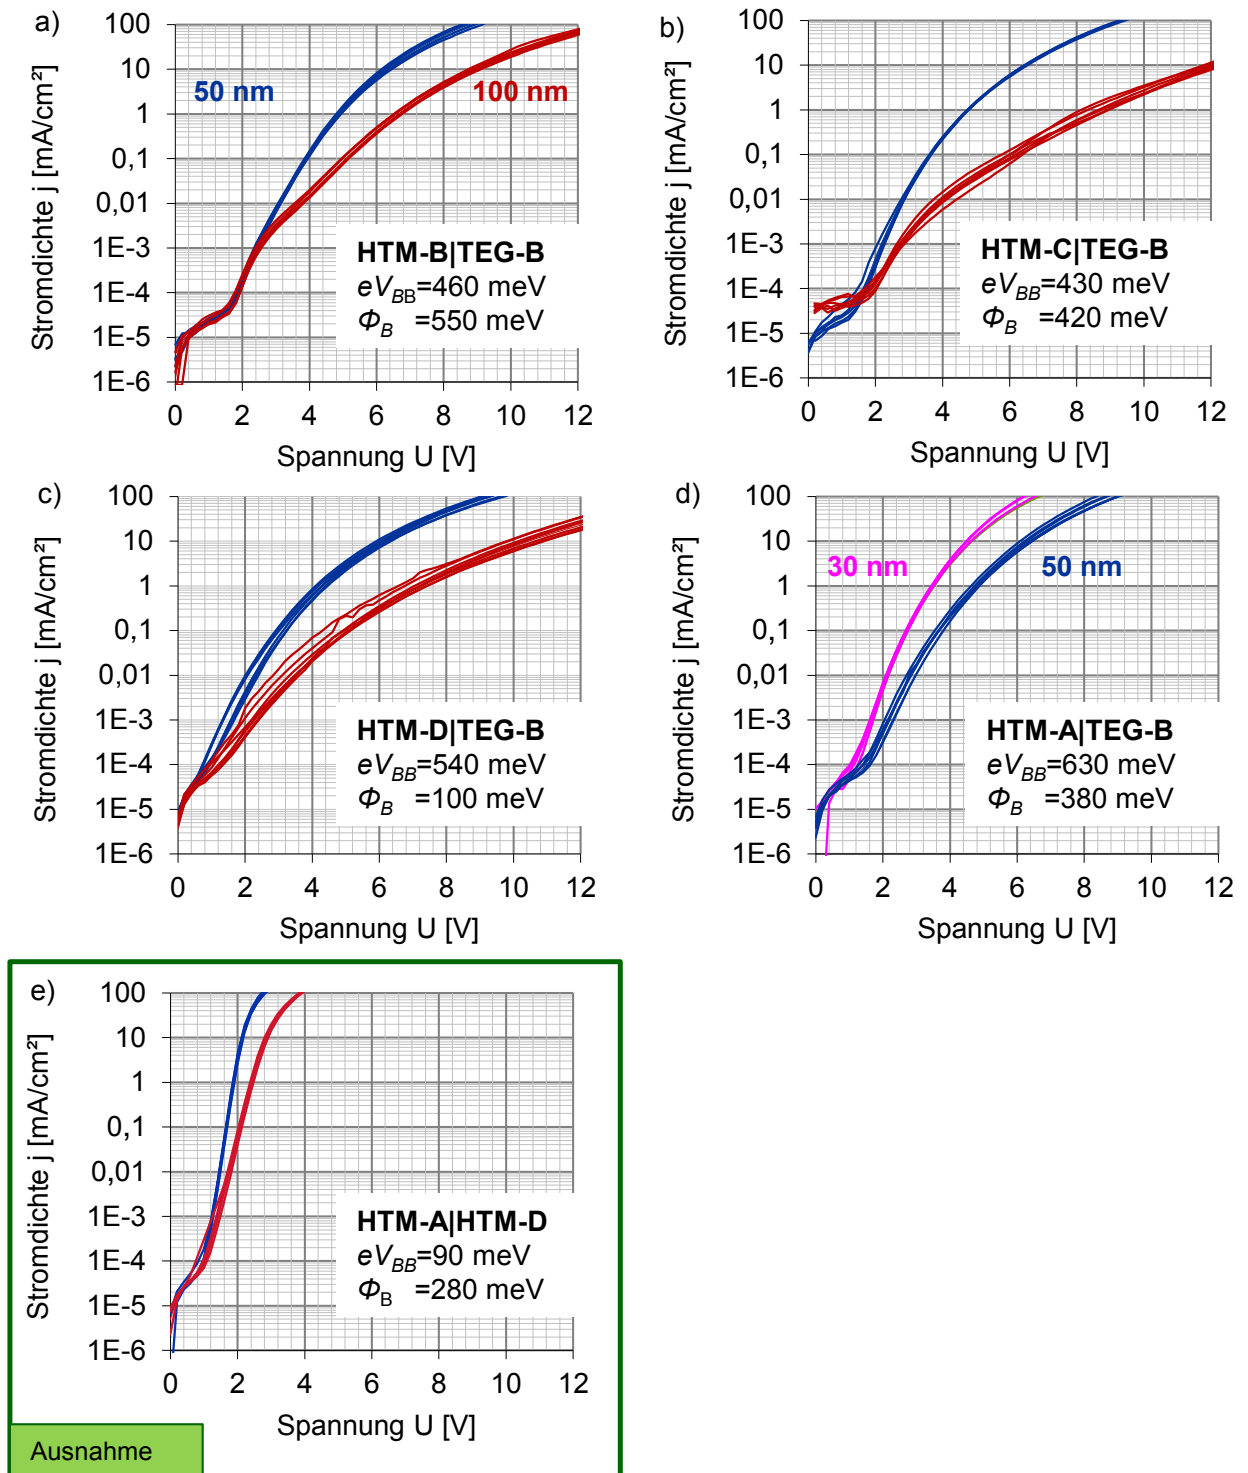 a)
Stromdichte j [mA/cm²]
100
10
1
0,1
0,01
1E-3
1E-4
1E-5
1E-6
50 nm
100 nm
HTM-B|TEG-B
eV_BB=460 meV
Φ_B =550 meV
0 2 4 6 8 10 12
Spannung U [V]
b)
Stromdichte j [mA/cm²]
100
10
1
0,1
0,01
1E-3
1E-4
1E-5
1E-6
HTM-C|TEG-B
eV_BB=430 meV
Φ_B =420 meV
0 2 4 6 8 10 12
Spannung U [V]
c)
Stromdichte j [mA/cm²]
100
10
1
0,1
0,01
1E-3
1E-4
1E-5
1E-6
HTM-D|TEG-B
eV_BB=540 meV
Φ_B =100 meV
0 2 4 6 8 10 12
Spannung U [V]
d)
Stromdichte j [mA/cm²]
100
10
1
0,1
0,01
1E-3
1E-4
1E-5
1E-6
30 nm
50 nm
HTM-A|TEG-B
eV_BB=630 meV
Φ_B =380 meV
0 2 4 6 8 10 12
Spannung U [V]
e)
Stromdichte j [mA/cm²]
100
10
1
0,1
0,01
1E-3
1E-4
1E-5
1E-6
HTM-A|HTM-D
eV_BB=90 meV
Φ_B =280 meV
0 2 4 6 8 10 12
Spannung U [V]
Ausnahme